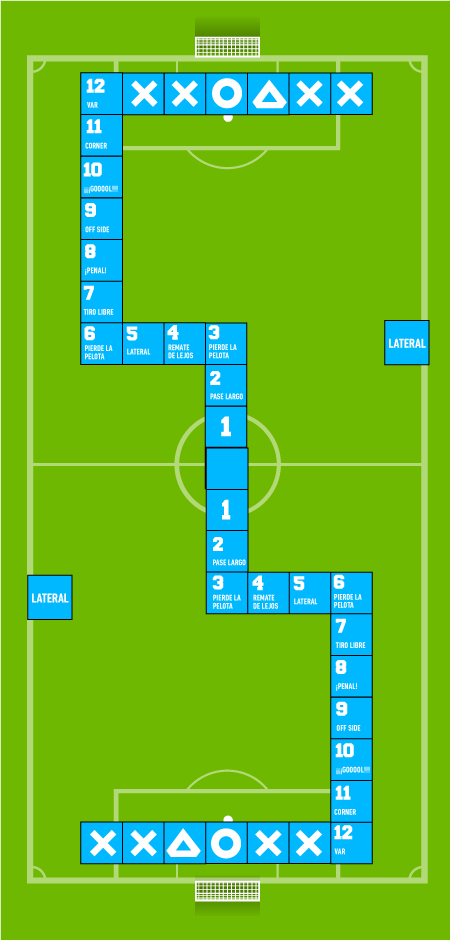 12
VAR
11
CORNER
10
¡¡¡GOOOOL!!!
9
OFF SIDE
8
¡PENAL!
7
TIRO LIBRE
6
PIERDE LA
PELOTA
5
LATERAL
4
REMATE
DE LEJOS
3
PIERDE LA
PELOTA
LATERAL
2
PASE LARGO
1
1
2
PASE LARGO
LATERAL
3
PIERDE LA
PELOTA
4
REMATE
DE LEJOS
5
LATERAL
6
PIERDE LA
PELOTA
7
TIRO LIBRE
8
¡PENAL!
9
OFF SIDE
10
¡¡¡GOOOOL!!!
11
CORNER
12
VAR